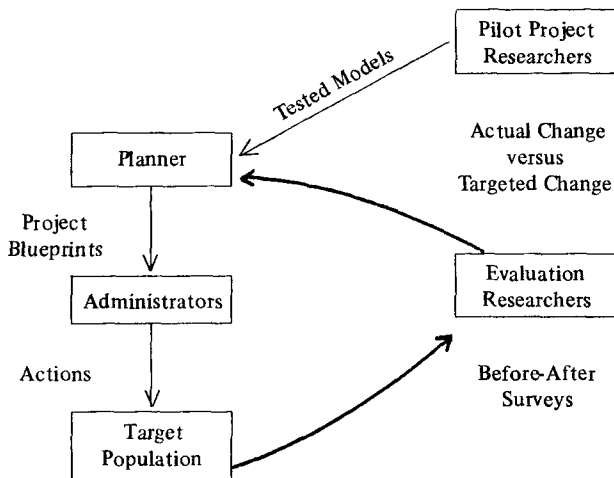 Pilot Project
Researchers
Tested Models
Actual Change
versus
Targeted Change
Planner
Project
Blueprints
Evaluation
Researchers
Administrators
Actions
Before-After
Surveys
Target
Population